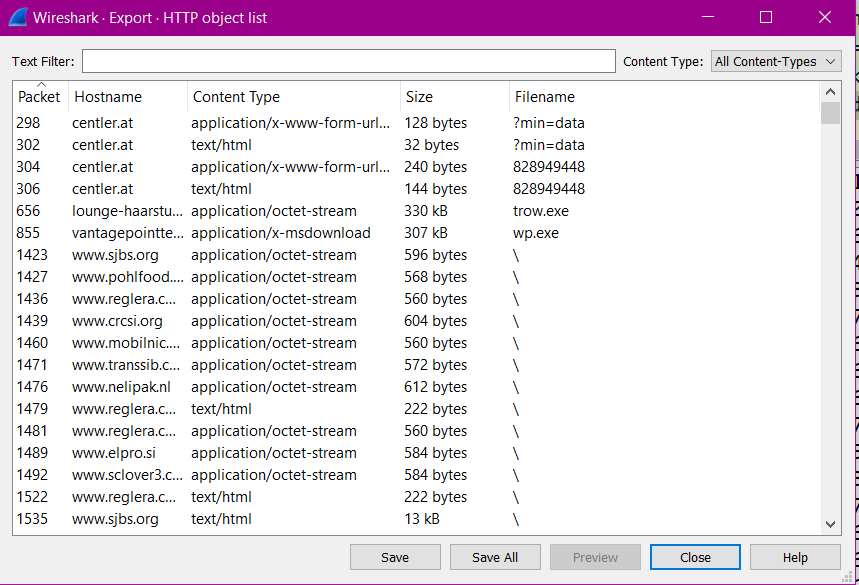 Wireshark · Export · HTTP object list
Text Filter: Content Type: All Content-Types
Packet Hostname Content Type Size Filename
298 centler.at application/x-www-form-url... 128 bytes ?min=data
302 centler.at text/html 32 bytes ?min=data
304 centler.at application/x-www-form-url... 240 bytes 828949448
306 centler.at text/html 144 bytes 828949448
656 lounge-haarstu... application/octet-stream 330 kB trow.exe
855 vantagepointte... application/x-msdownload 307 kB wp.exe
1423 www.sjbs.org application/octet-stream 596 bytes \
1427 www.pohlfood.... application/octet-stream 568 bytes \
1436 www.reglera.c... application/octet-stream 560 bytes \
1439 www.crcsi.org application/octet-stream 604 bytes \
1460 www.mobilnic.... application/octet-stream 560 bytes \
1471 www.transsib.c... application/octet-stream 572 bytes \
1476 www.nelipak.nl application/octet-stream 612 bytes \
1479 www.reglera.c... text/html 222 bytes \
1481 www.reglera.c... application/octet-stream 560 bytes \
1489 www.elpro.si application/octet-stream 584 bytes \
1492 www.sclover3.c... application/octet-stream 584 bytes \
1522 www.reglera.c... text/html 222 bytes \
1535 www.sjbs.org text/html 13 kB \
Save Save All Preview Close Help